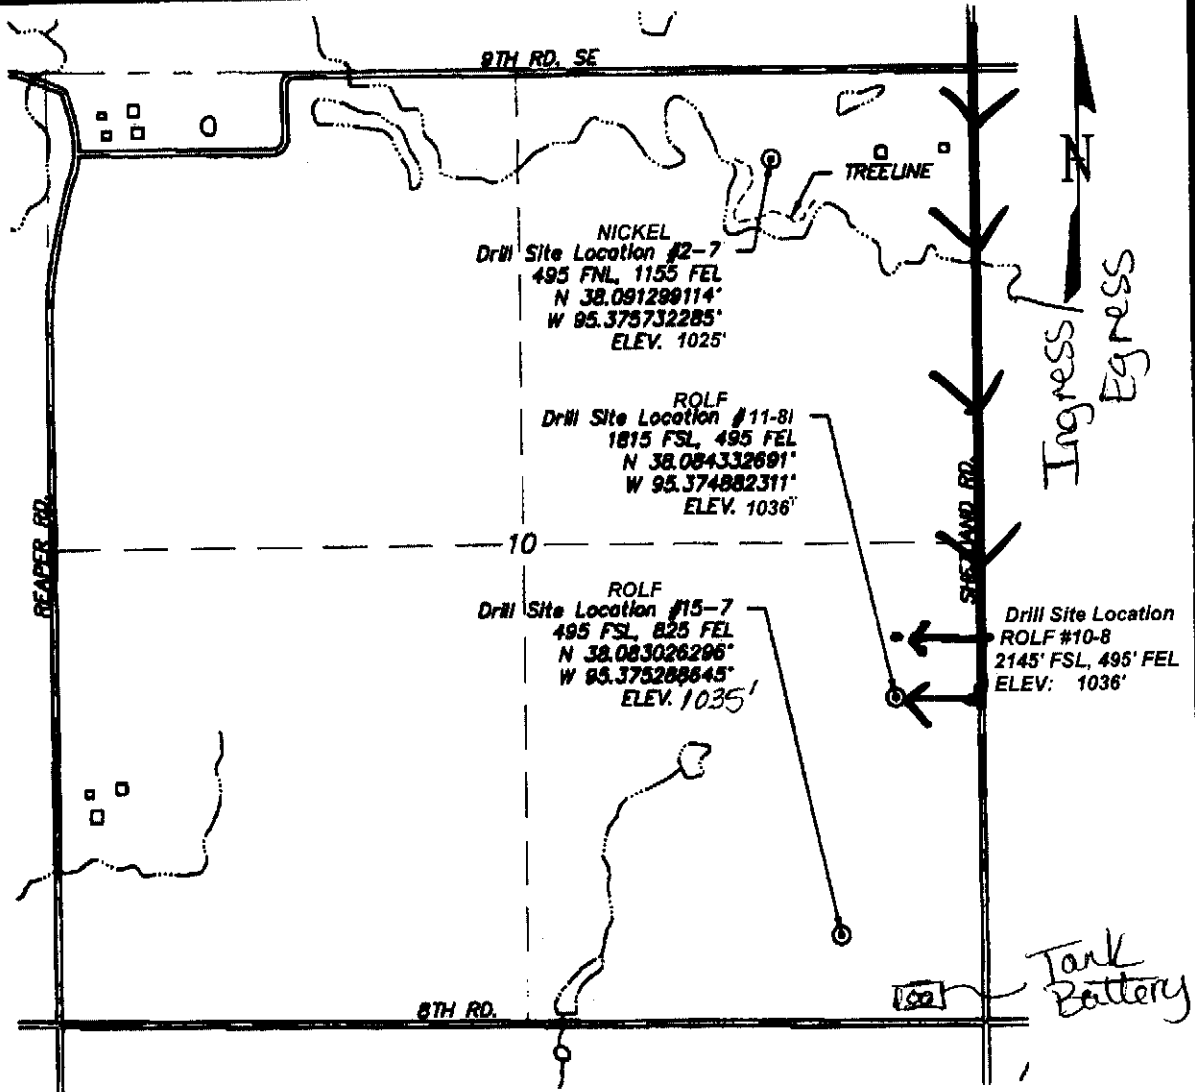 9TH RD. SE
TREELINE
N
NICKEL
Drill Site Location #2-7
495 FNL, 1155 FEL
N 38.091299114°
W 95.375732285°
ELEV. 1025'
Ingress/
Egress
ROLF
Drill Site Location #11-8I
1815 FSL, 495 FEL
N 38.084332691°
W 95.374882311°
ELEV. 1036'
REAPER RD.
SHETLAND RD.
10
ROLF
Drill Site Location #15-7
495 FSL, 825 FEL
N 38.083026296°
W 95.375288645°
ELEV. 1035'
Drill Site Location
ROLF #10-8
2145' FSL, 495' FEL
ELEV: 1036'
Tank
Battery
8TH RD.